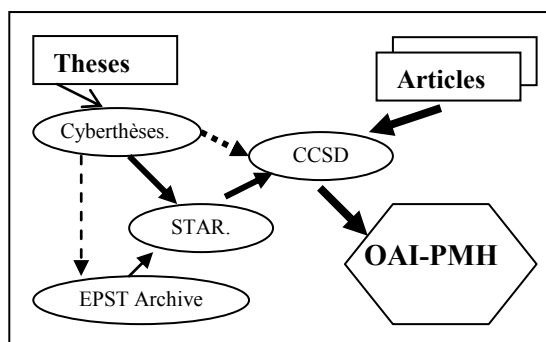 Theses
Articles
Cyberthèses.
CCSD
STAR.
OAI-PMH
EPST Archive